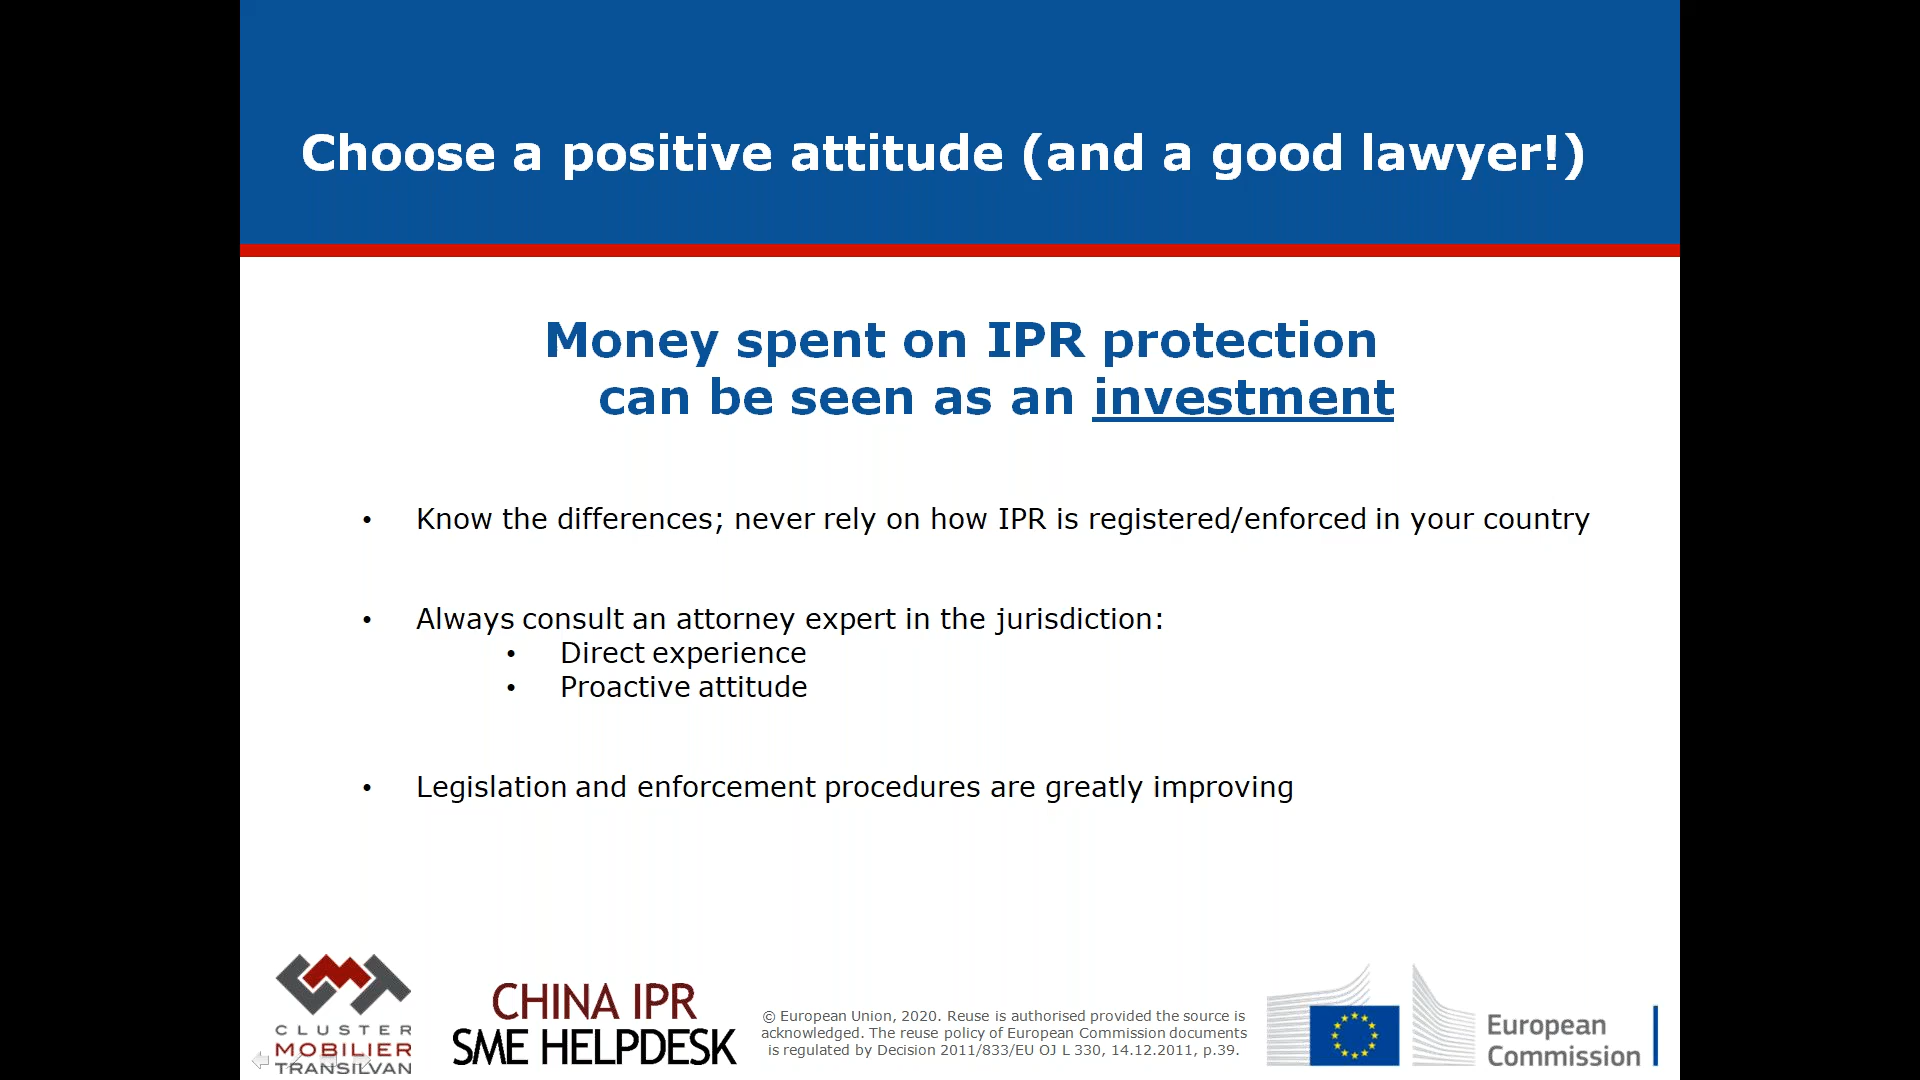 Choose a positive attitude (and a good lawyer!)
Money spent on IPR protection
can be seen as an investment
• Know the differences; never rely on how IPR is registered/enforced in your country
• Always consult an attorney expert in the jurisdiction:
• Direct experience
• Proactive attitude
• Legislation and enforcement procedures are greatly improving
CLUSTER
MOBILIER
TRANSILVAN
CHINA IPR
SME HELPDESK
© European Union, 2020. Reuse is authorised provided the source is
acknowledged. The reuse policy of European Commission documents
is regulated by Decision 2011/833/EU OJ L 330, 14.12.2011, p.39.
European
Commission